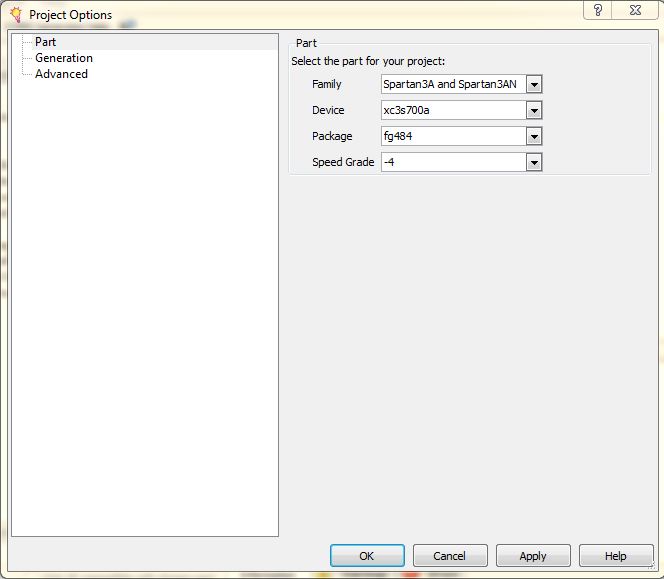 Project Options
Part
Generation
Advanced
Part
Select the part for your project:
Family Spartan3A and Spartan3AN
Device xc3s700a
Package fg484
Speed Grade -4
OK Cancel Apply Help